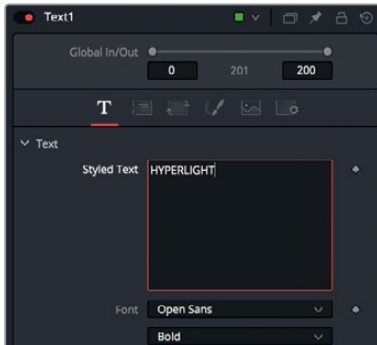 Text1
Global In/Out
0 201 200
T
Text
Styled Text HYPERLIGHT
Font Open Sans
Bold